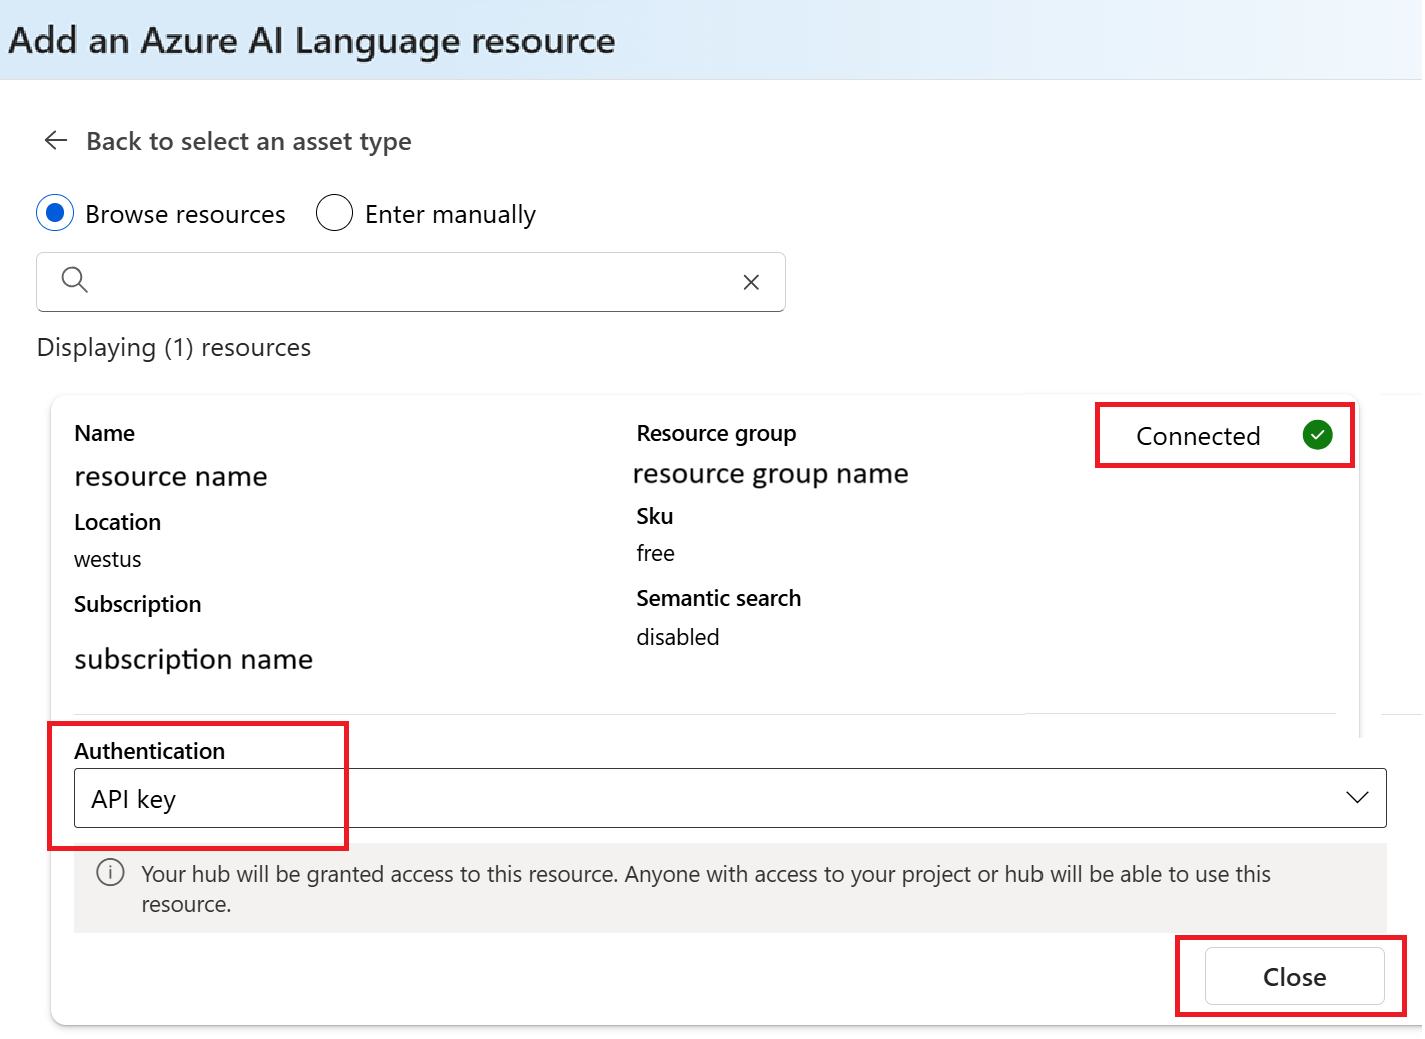 Add an Azure AI Language resource
Back to select an asset type
Browse resources
Enter manually
Displaying (1) resources
Name
resource name
Location
westus
Subscription
subscription name
Resource group
resource group name
Sku
free
Semantic search
disabled
Connected
Authentication
API key
Your hub will be granted access to this resource. Anyone with access to your project or hub will be able to use this
resource.
Close